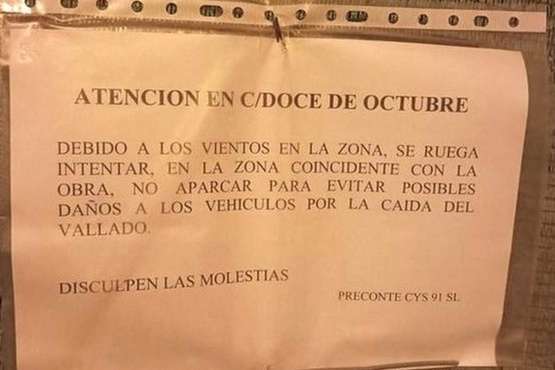 ATENCION EN C/DOCE DE OCTUBRE
DEBIDO A LOS VIENTOS EN LA ZONA, SE RUEGA
INTENTAR, EN LA ZONA COINCIDENTE CON LA
OBRA, NO APARCAR PARA EVITAR POSIBLES
DAÑOS A LOS VEHICULOS POR LA CAIDA DEL
VALLADO.
DISCULPEN LAS MOLESTIAS
PRECONTE CYS 91 SL